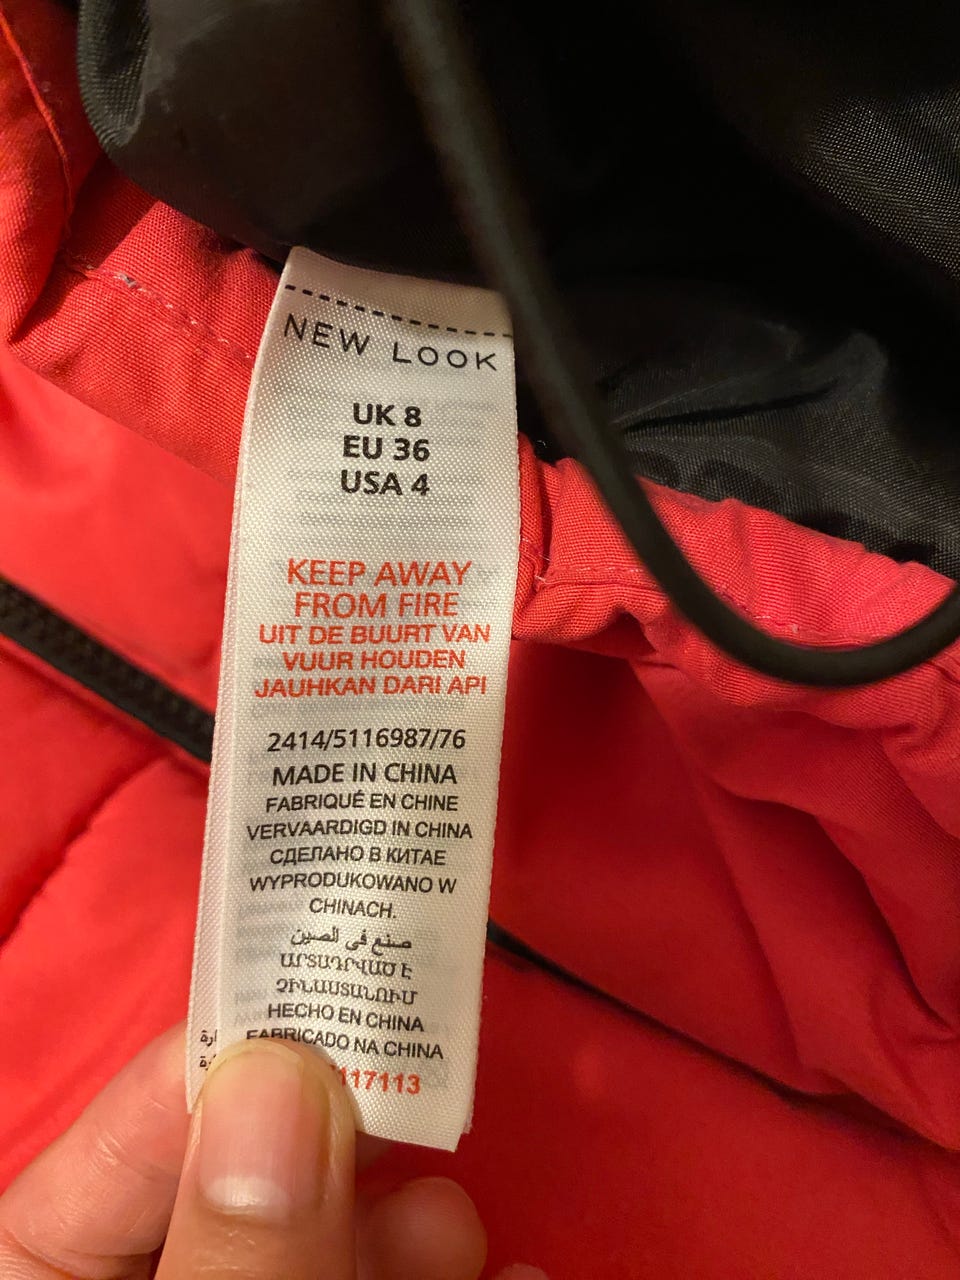 NEW LOOK
UK 8
EU 36
USA 4
KEEP AWAY
FROM FIRE
UIT DE BUURT VAN
VUUR HOUDEN
JAUHKAN DARI API
2414/5116987/76
MADE IN CHINA
FABRIQUÉ EN CHINE
VERVAARDIGD IN CHINA
СДЕЛАНО В КИТАЕ
WYPRODUKOWANO W
CHINACH.
صنع في الصين
ԱՐՏԱԴՐՎԱԾ Է
ՉԻՆԱՍՏԱՆՈՒՄ
HECHO EN CHINA
FABRICADO NA CHINA